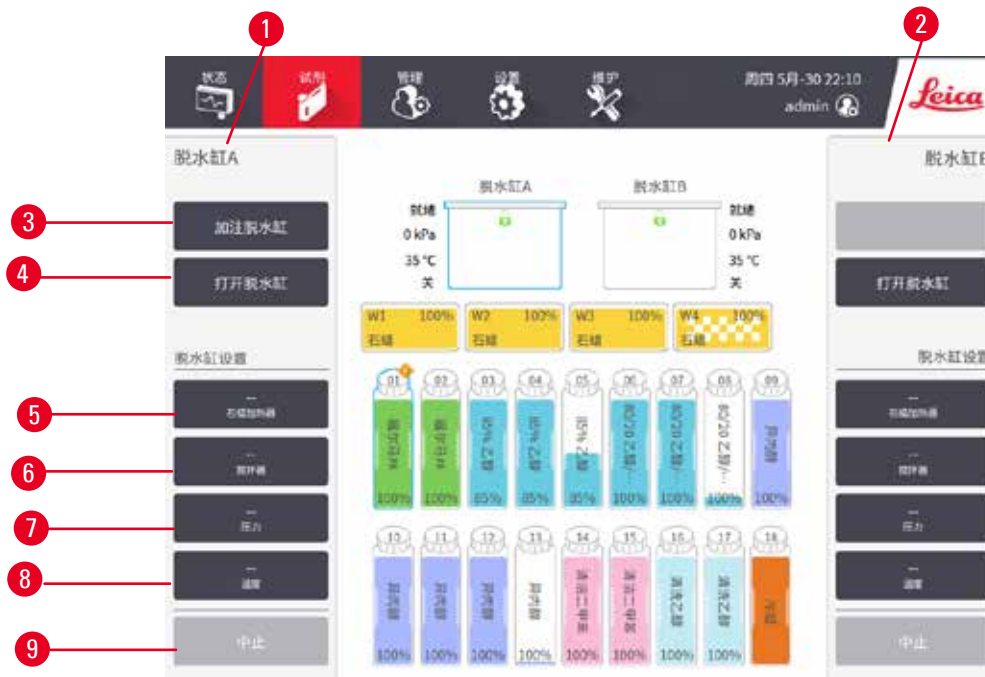 1
2
状态
试剂
管理
设置
维护
周四 5月-30 22:10
admin
Leica
脱水缸A
脱水缸B
3
加注脱水缸
4
打开脱水缸
打开脱水缸
脱水缸A
脱水缸B
就绪
就绪
0 kPa
0 kPa
35 °C
35 °C
关
关
W1 100%
W2 100%
W3 100%
W4 100%
石蜡
石蜡
石蜡
石蜡
脱水缸设置
脱水缸设置
01 02 03 04 05 06 07 08 09
福尔马林
福尔马林
85% 乙醇
85% 乙醇
85% 乙醇
80/20 乙醇/…
80/20 乙醇/…
80/20 乙醇/…
异丙醇
100% 100% 85% 85% 85% 100% 100% 100% 100%
5
--
石蜡加热器
--
石蜡加热器
6
--
搅拌器
--
搅拌器
7
--
压力
--
压力
8
--
温度
--
温度
10 11 12 13 14 15 16 17 18
异丙醇
异丙醇
异丙醇
异丙醇
清洁二甲苯
清洁二甲苯
清洗乙醇
清洗乙醇
100% 100% 100% 100% 100% 100% 100% 100%
9
中止
中止